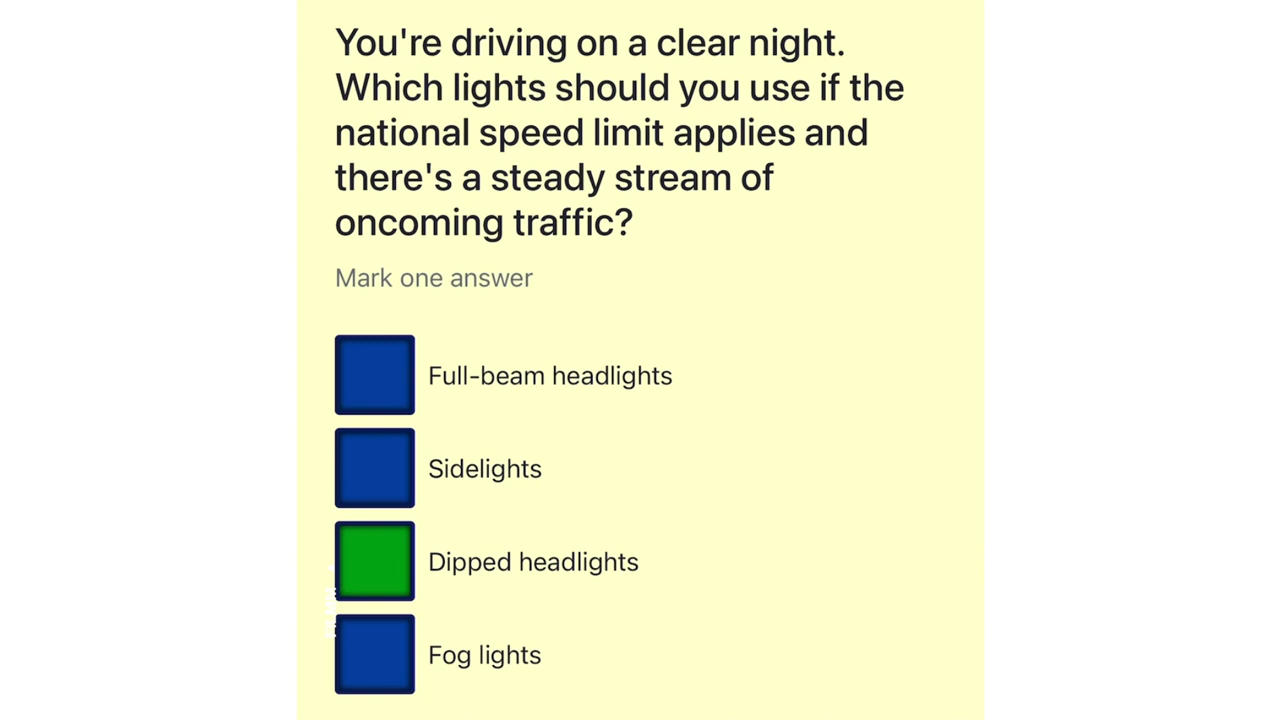 You're driving on a clear night.
Which lights should you use if the
national speed limit applies and
there's a steady stream of
oncoming traffic?
Mark one answer
Full-beam headlights
Sidelights
Dipped headlights
Fog lights